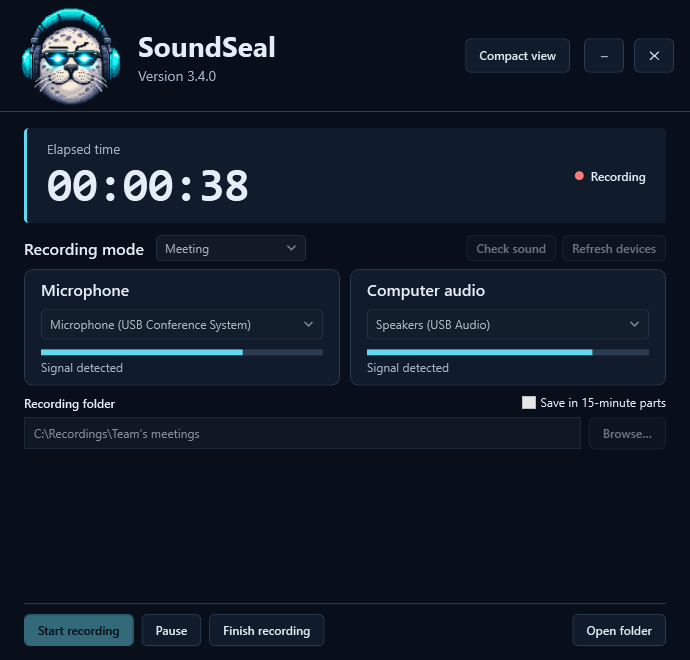 SoundSeal
Version 3.4.0
Compact view
–
Elapsed time
00:00:38
Recording
Recording mode
Meeting
Check sound
Refresh devices
Microphone
Microphone (USB Conference System)
Signal detected
Computer audio
Speakers (USB Audio)
Signal detected
Recording folder
Save in 15-minute parts
C:\Recordings\Team's meetings
Browse...
Start recording
Pause
Finish recording
Open folder